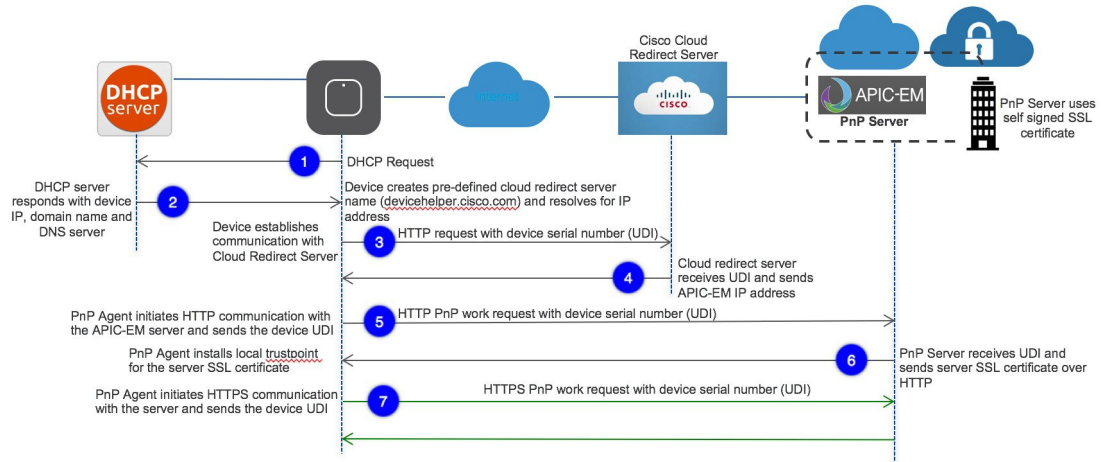 Cisco Cloud
Redirect Server
DHCP
server
Internet
CISCO
APIC-EM
PnP Server
PnP Server uses
self signed SSL
certificate
1
DHCP Request
DHCP server
responds with device
IP, domain name and
DNS server
2
Device creates pre-defined cloud redirect server
name (devicehelper.cisco.com) and resolves for IP
address
Device establishes
communication with
Cloud Redirect Server
3
HTTP request with device serial number (UDI)
4
Cloud redirect server
receives UDI and sends
APIC-EM IP address
PnP Agent initiates HTTP communication with
the APIC-EM server and sends the device UDI
5
HTTP PnP work request with device serial number (UDI)
PnP Agent installs local trustpoint
for the server SSL certificate
6
PnP Server receives UDI and
sends server SSL certificate over
HTTP
PnP Agent initiates HTTPS communication
with the server and sends the device UDI
7
HTTPS PnP work request with device serial number (UDI)